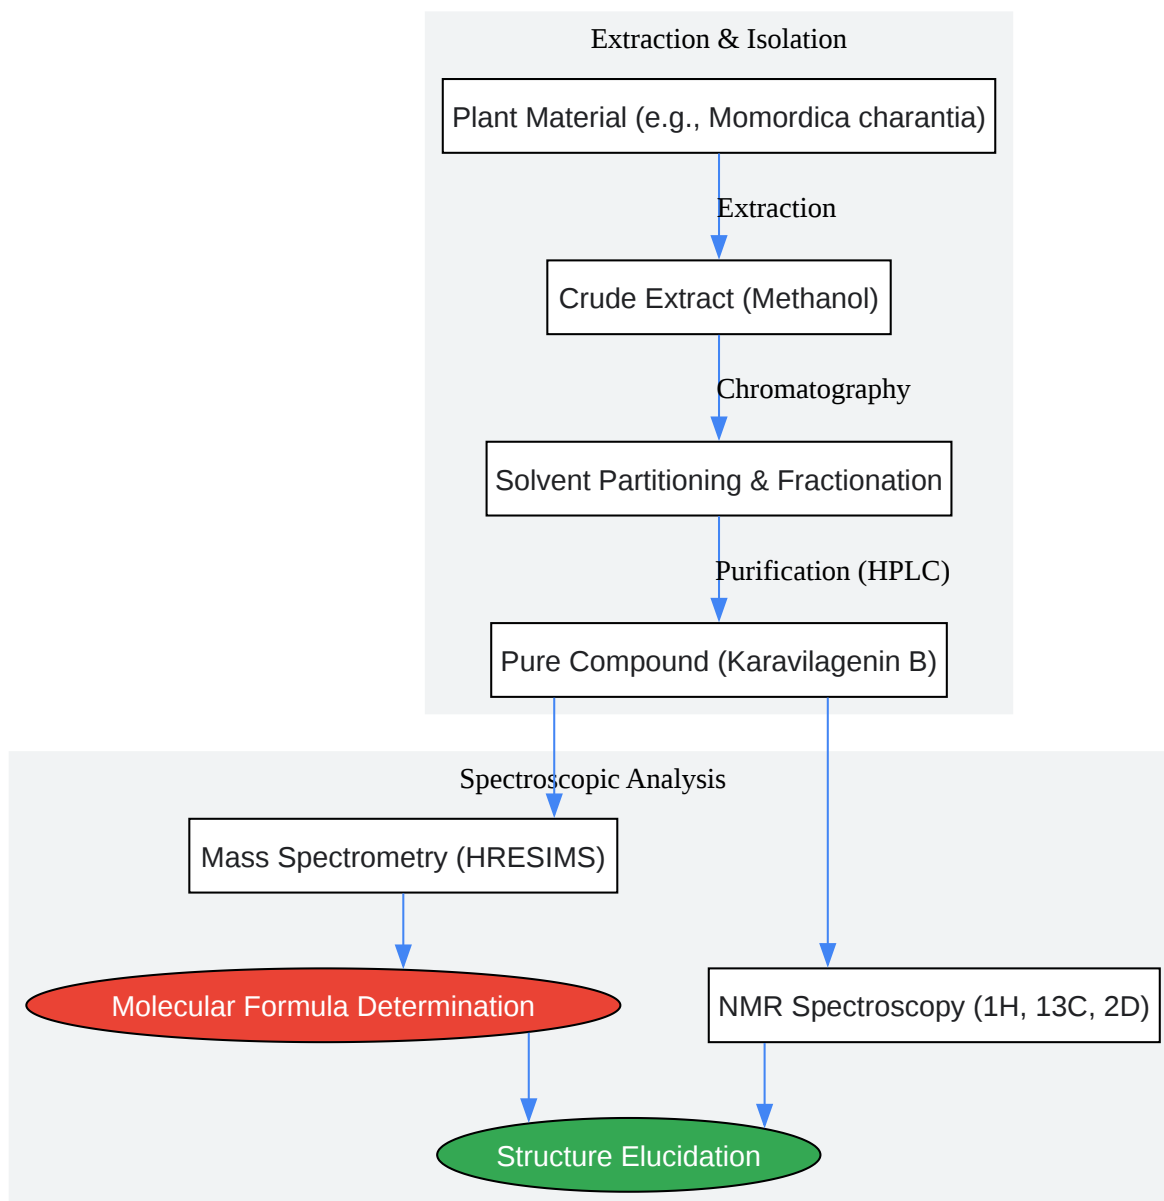 Extraction & Isolation
Plant Material (e.g., Momordica charantia)
Extraction
Crude Extract (Methanol)
Chromatography
Solvent Partitioning & Fractionation
Purification (HPLC)
Pure Compound (Karavilagenin B)
Spectroscopic Analysis
Mass Spectrometry (HRESIMS)
Molecular Formula Determination
NMR Spectroscopy (1H, 13C, 2D)
Structure Elucidation